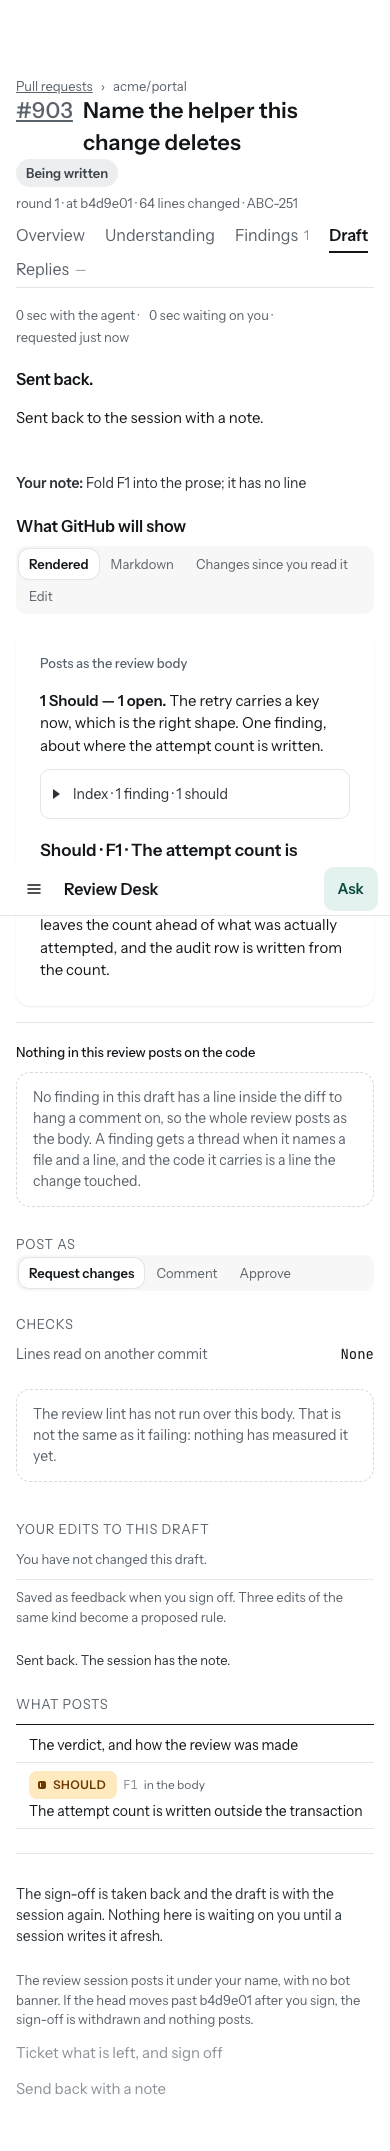 Pull requests › acme/portal
#903 Name the helper this
change deletes
Being written
round 1 · at b4d9e01 · 64 lines changed · ABC-251
Overview Understanding Findings 1 Draft
Replies —
0 sec with the agent · 0 sec waiting on you ·
requested just now
Sent back.
Sent back to the session with a note.
Your note: Fold F1 into the prose; it has no line
What GitHub will show
Rendered Markdown Changes since you read it
Edit
Posts as the review body
1 Should — 1 open. The retry carries a key
now, which is the right shape. One finding,
about where the attempt count is written.
Index · 1 finding · 1 should
Should · F1 · The attempt count is
Review Desk Ask
leaves the count ahead of what was actually
attempted, and the audit row is written from
the count.
Nothing in this review posts on the code
No finding in this draft has a line inside the diff to
hang a comment on, so the whole review posts as
the body. A finding gets a thread when it names a
file and a line, and the code it carries is a line the
change touched.
POST AS
Request changes Comment Approve
CHECKS
Lines read on another commit None
The review lint has not run over this body. That is
not the same as it failing: nothing has measured it
yet.
YOUR EDITS TO THIS DRAFT
You have not changed this draft.
Saved as feedback when you sign off. Three edits of the
same kind become a proposed rule.
Sent back. The session has the note.
WHAT POSTS
The verdict, and how the review was made
SHOULD F1 in the body
The attempt count is written outside the transaction
The sign-off is taken back and the draft is with the
session again. Nothing here is waiting on you until a
session writes it afresh.
The review session posts it under your name, with no bot
banner. If the head moves past b4d9e01 after you sign, the
sign-off is withdrawn and nothing posts.
Ticket what is left, and sign off
Send back with a note